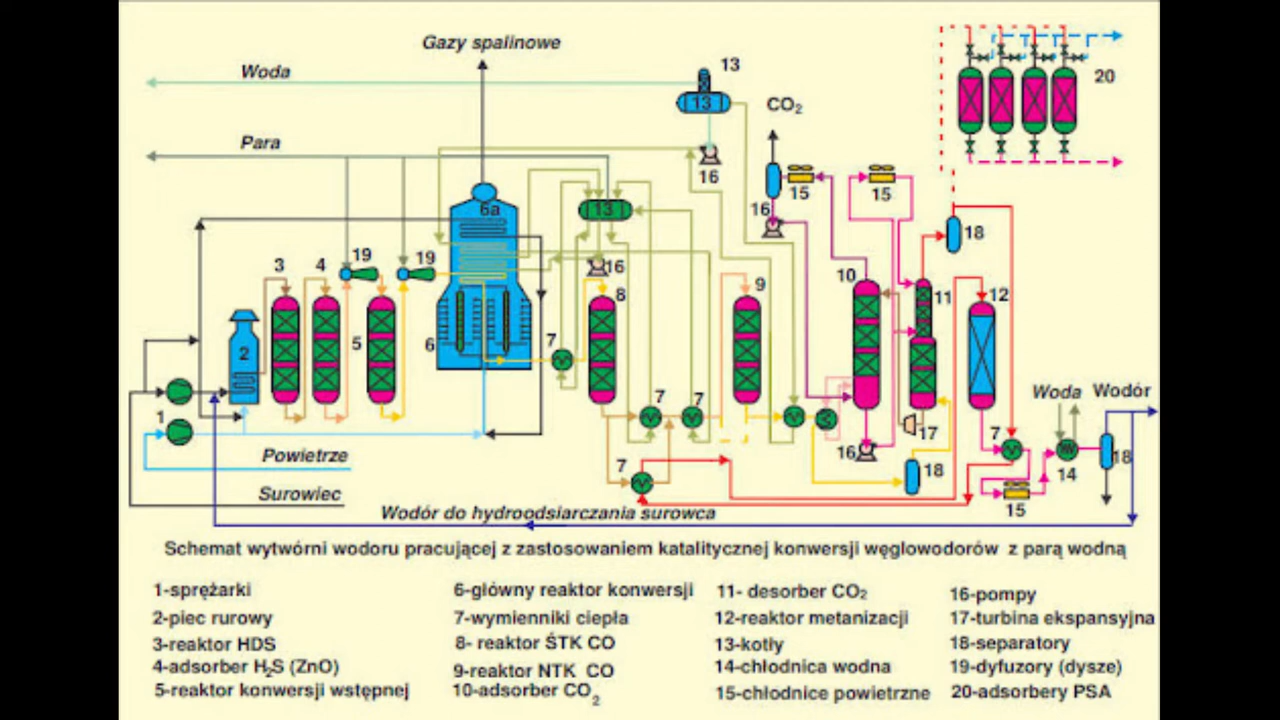 Gazy spalinowe
Woda
13
13
CO₂
20
Para
16
15
15
16
6a
13
18
19
19
16
3
4
10
9
8
11
12
2
5
6
7
7
7
Woda
Wodór
1
17
7
16
18
14
18
Powietrze
7
15
Surowiec
Wodór do hydroodsiarczania surowca
Schemat wytwórni wodoru pracującej z zastosowaniem katalitycznej konwersji węglowodorów z parą wodną
1-sprężarki
2-piec rurowy
3-reaktor HDS
4-adsorber H₂S (ZnO)
5-reaktor konwersji wstępnej
6-główny reaktor konwersji
7-wymienniki ciepła
8- reaktor ŚTK CO
9-reaktor NTK CO
10-adsorber CO₂
11- desorber CO₂
12-reaktor metanizacji
13-kotły
14-chłodnica wodna
15-chłodnice powietrzne
16-pompy
17-turbina ekspansyjna
18-separatory
19-dyfuzory (dysze)
20-adsorbery PSA